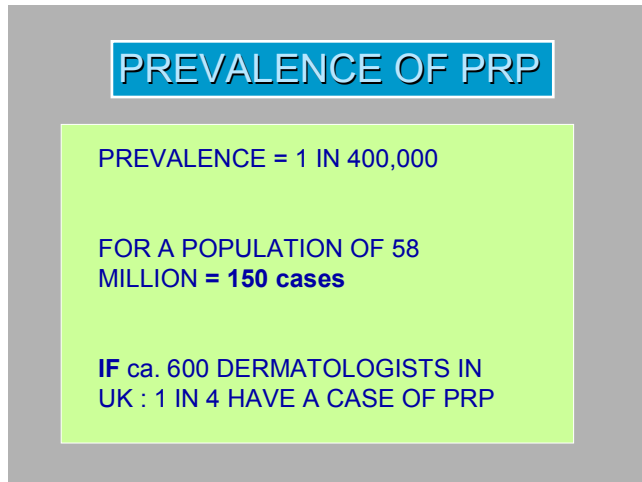 PREVALENCE OF PRP
PREVALENCE = 1 IN 400,000
FOR A POPULATION OF 58
MILLION = 150 cases
IF ca. 600 DERMATOLOGISTS IN
UK : 1 IN 4 HAVE A CASE OF PRP